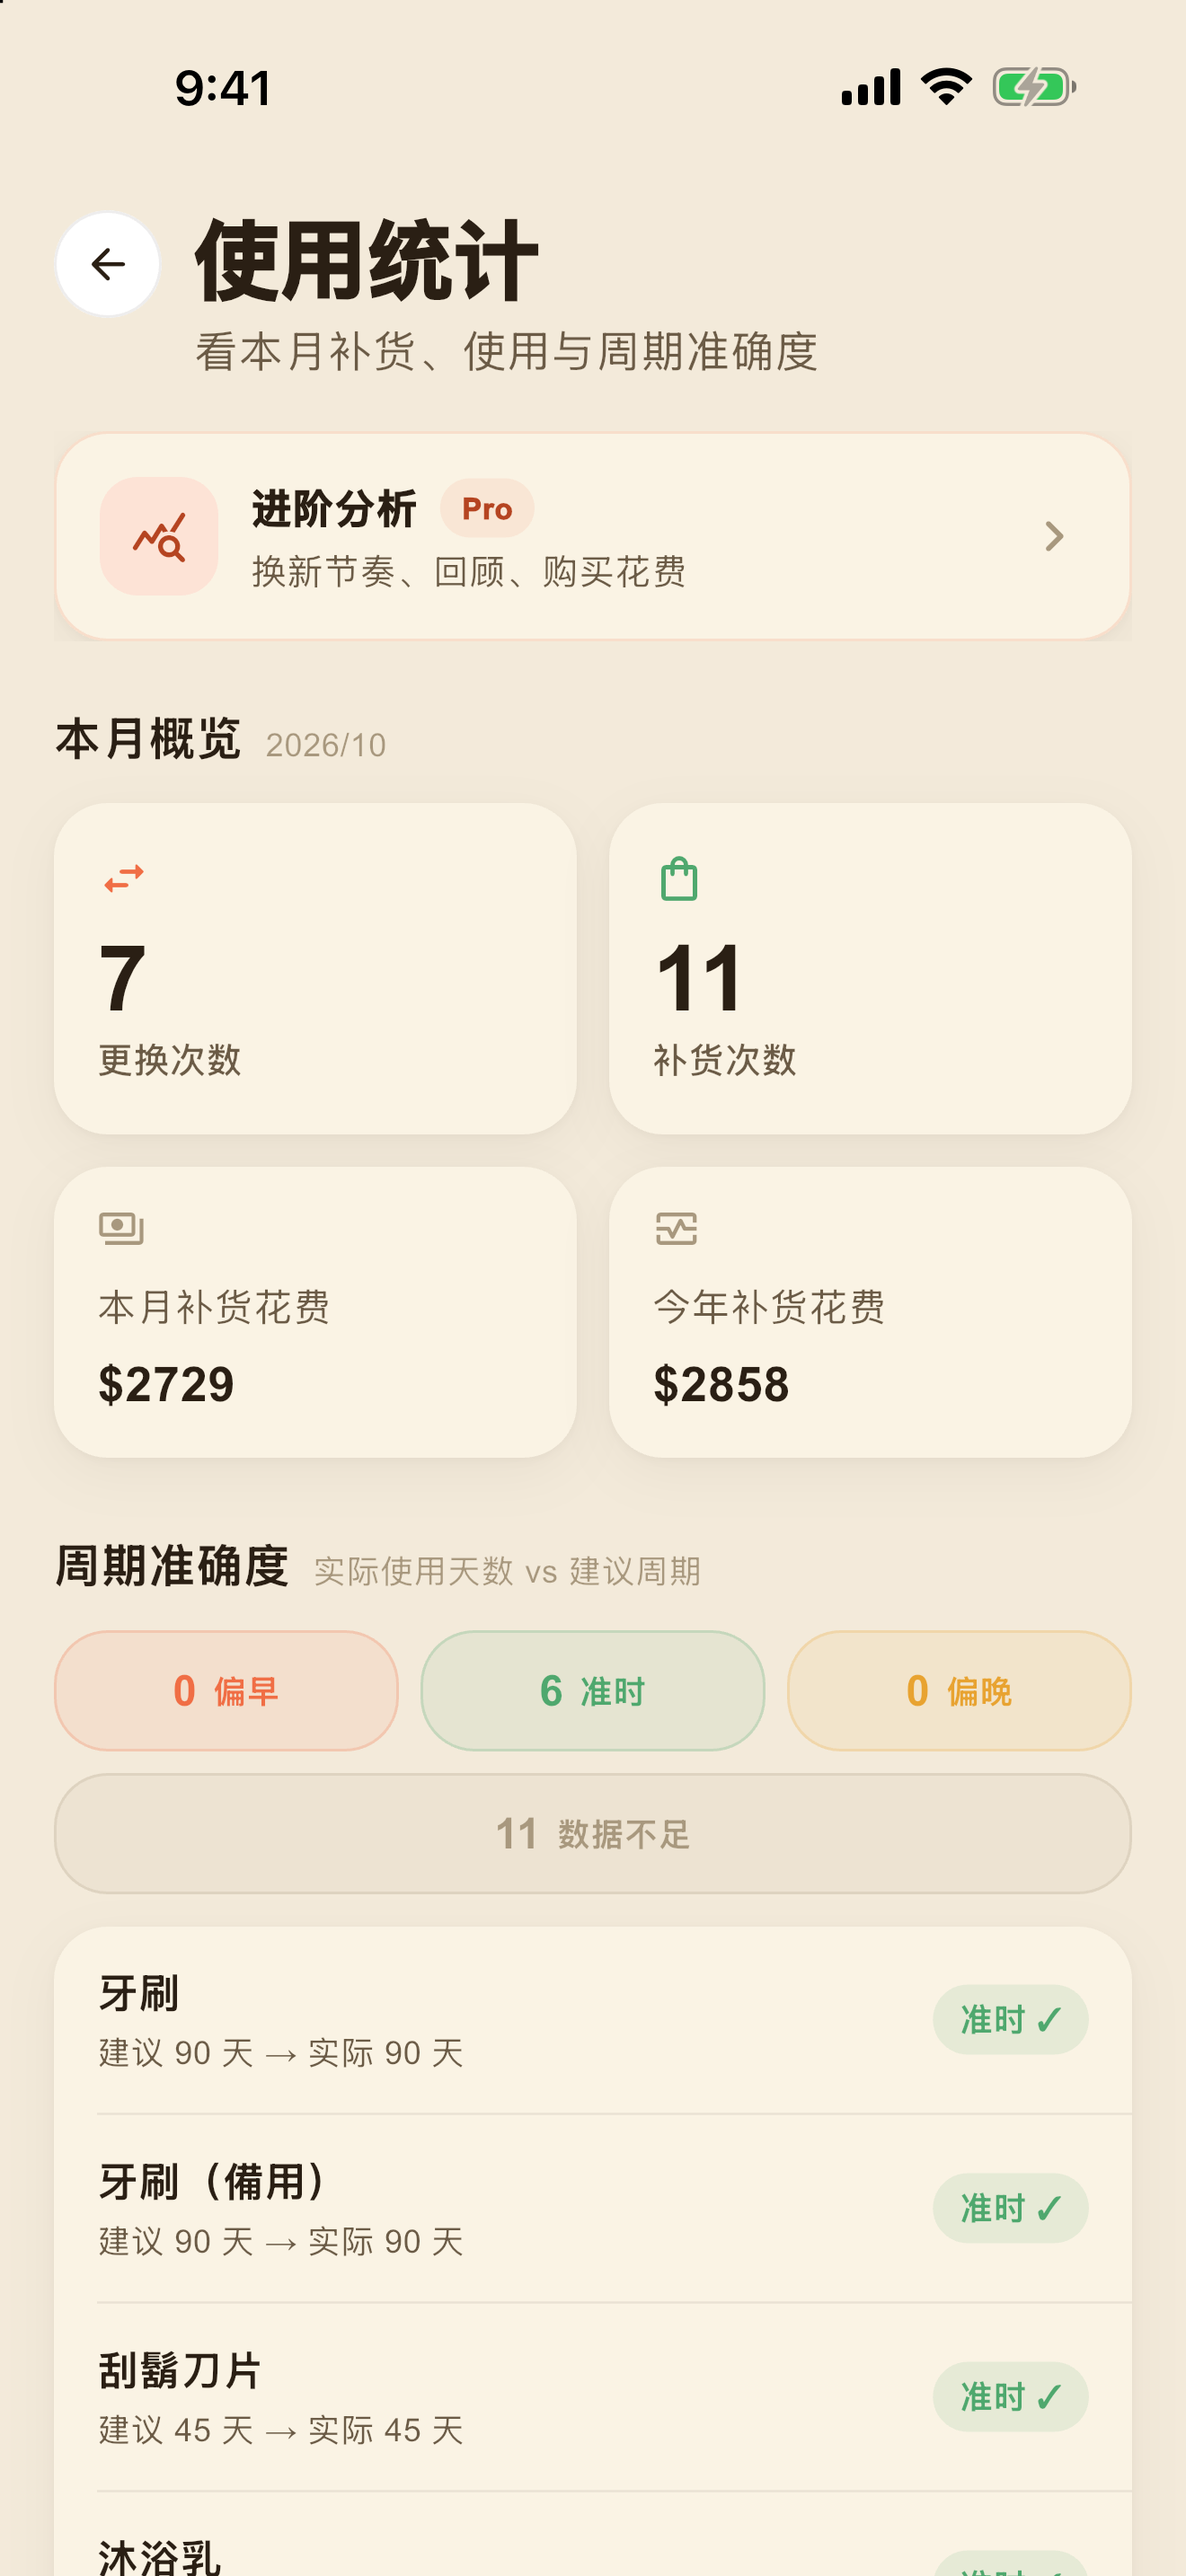 9:41
使用统计
看本月补货、使用与周期准确度
进阶分析 Pro
换新节奏、回顾、购买花费
本月概览 2026/10
7
更换次数
11
补货次数
本月补货花费
$2729
今年补货花费
$2858
周期准确度 实际使用天数 vs 建议周期
0 偏早
6 准时
0 偏晚
11 数据不足
牙刷
建议 90 天 → 实际 90 天
准时 ✓
牙刷（備用）
建议 90 天 → 实际 90 天
准时 ✓
刮鬍刀片
建议 45 天 → 实际 45 天
准时 ✓
沐浴乳